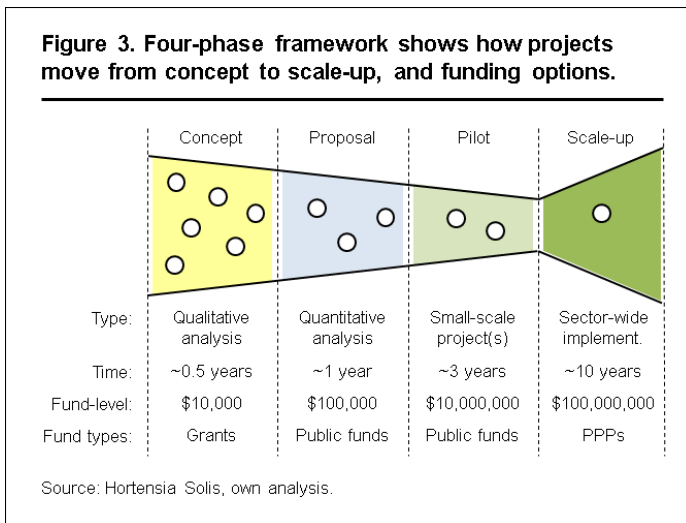 Figure 3. Four-phase framework shows how projects
move from concept to scale-up, and funding options.
Concept Proposal Pilot Scale-up
Type: Qualitative Quantitative Small-scale Sector-wide
analysis analysis project(s) implement.
Time: ~0.5 years ~1 year ~3 years ~10 years
Fund-level: $10,000 $100,000 $10,000,000 $100,000,000
Fund types: Grants Public funds Public funds PPPs
Source: Hortensia Solis, own analysis.